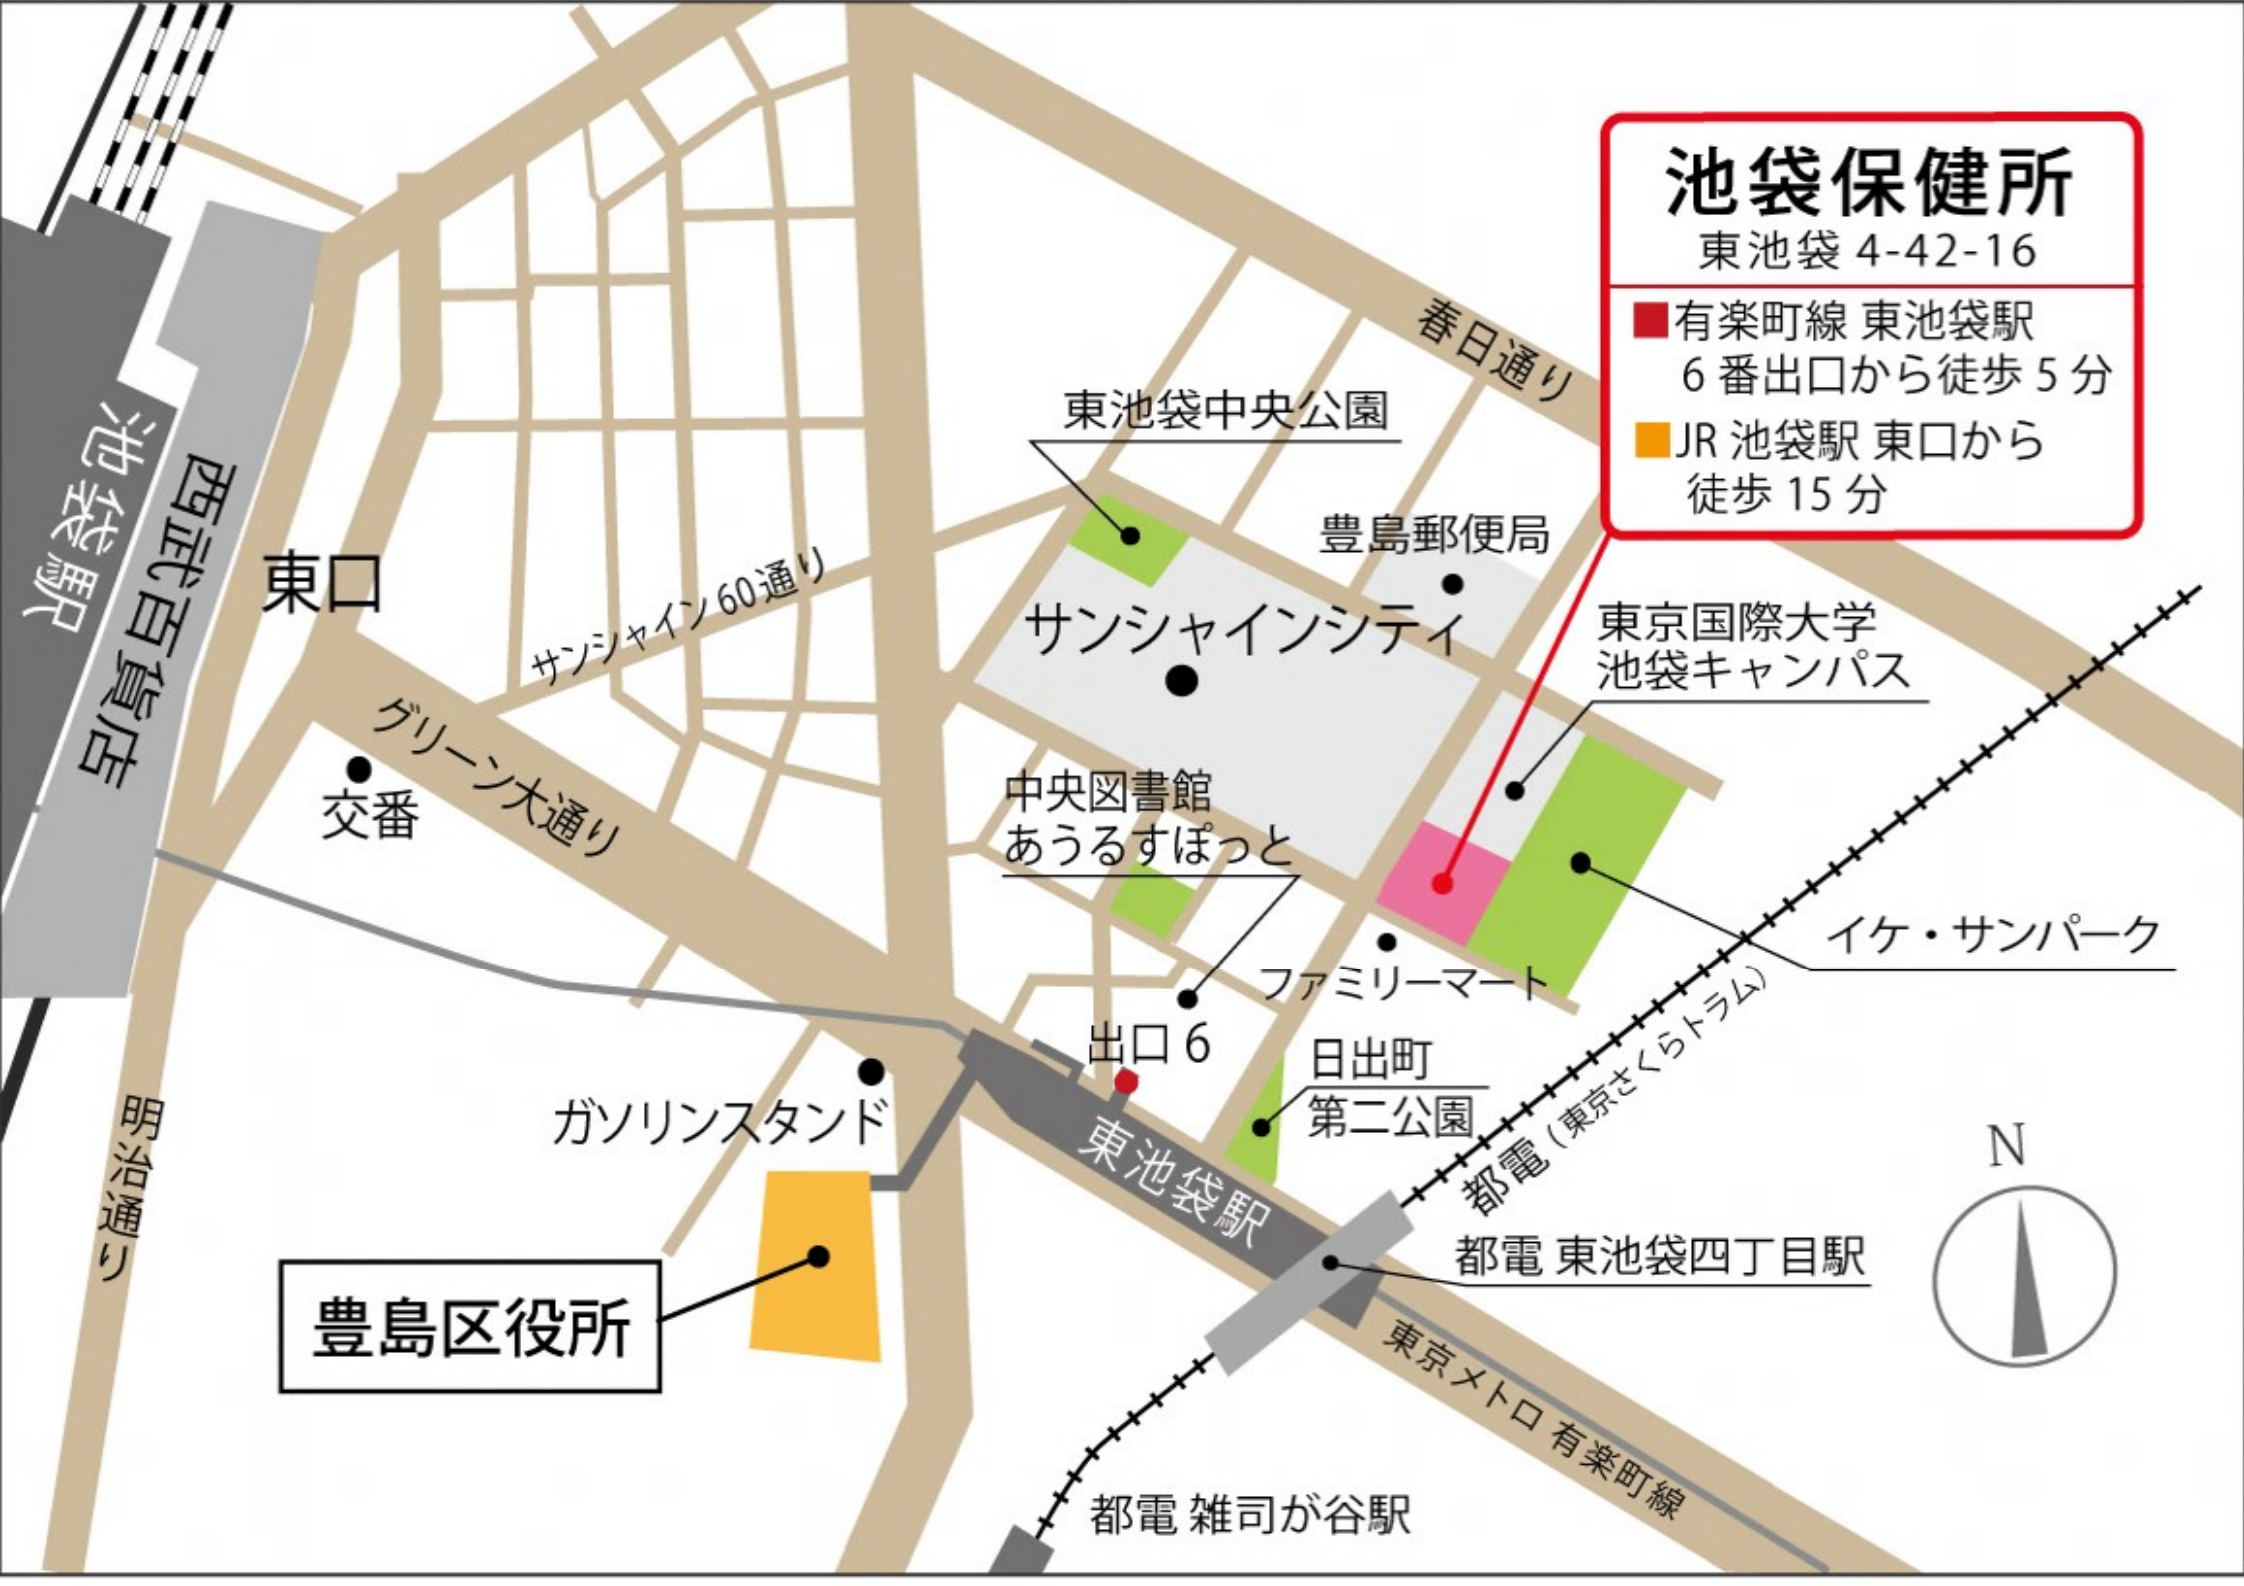 池袋保健所
東池袋 4-42-16
有楽町線 東池袋駅
6 番出口から徒歩 5 分
JR 池袋駅 東口から
徒歩 15 分
春日通り
東池袋中央公園
豊島郵便局
サンシャインシティ
東京国際大学
池袋キャンパス
池袋駅
西武百貨店
東口
サンシャイン60通り
グリーン大通り
交番
中央図書館
あうるすぽっと
イケ・サンパーク
ファミリーマート
出口 6
日出町
第二公園
ガソリンスタンド
東池袋駅
都電（東京さくらトラム）
明治通り
豊島区役所
都電 東池袋四丁目駅
東京メトロ 有楽町線
都電 雑司が谷駅
N